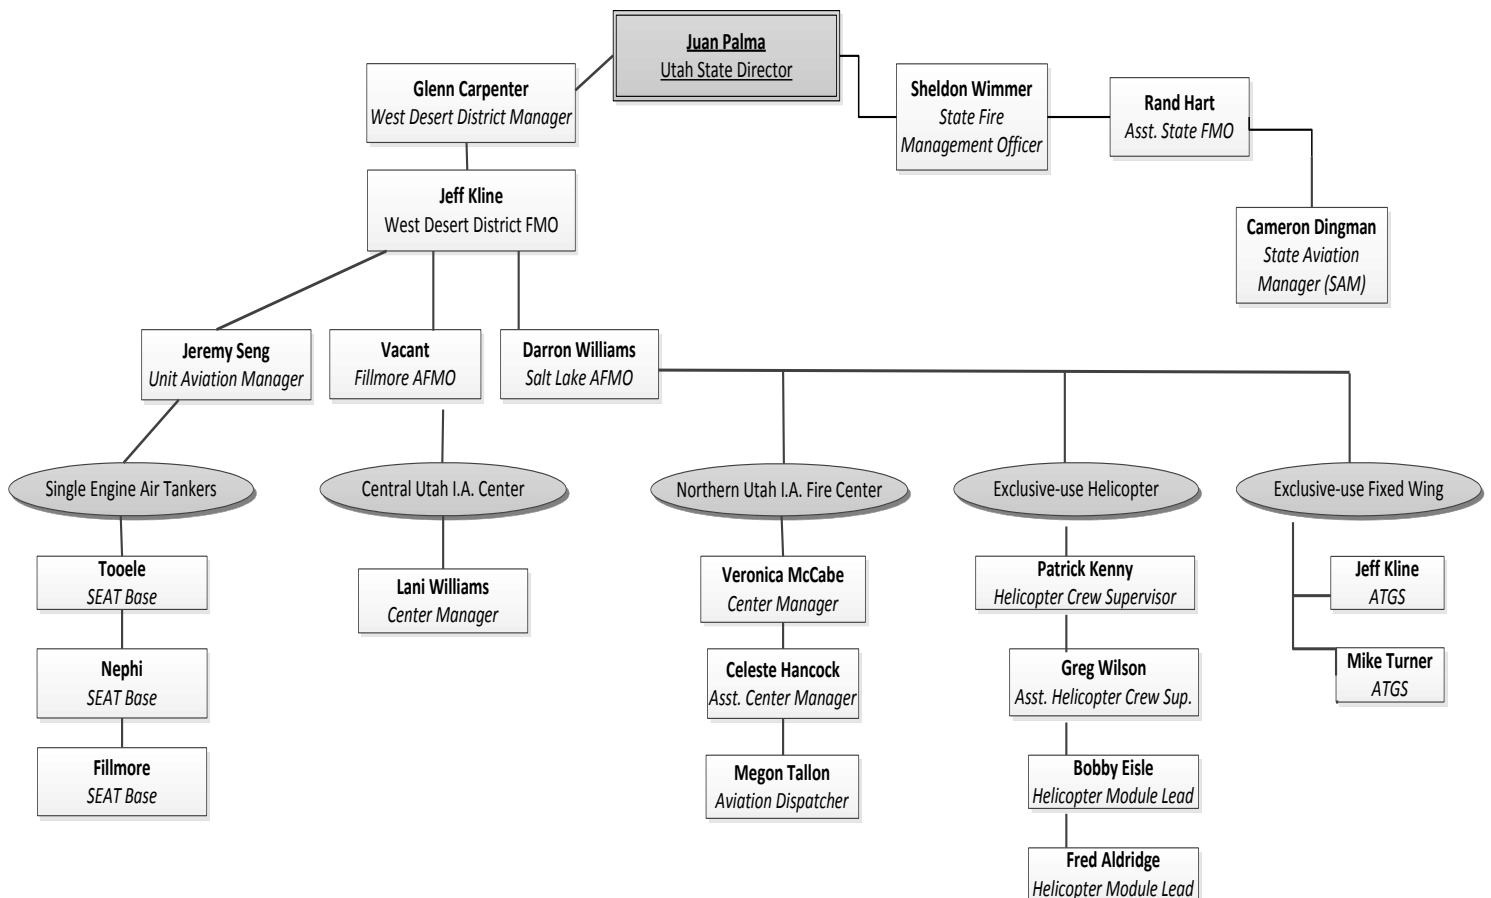 Juan Palma
Utah State Director
Glenn Carpenter
West Desert District Manager
Sheldon Wimmer
State Fire
Management Officer
Rand Hart
Asst. State FMO
Jeff Kline
West Desert District FMO
Cameron Dingman
State Aviation
Manager (SAM)
Jeremy Seng
Unit Aviation Manager
Vacant
Fillmore AFMO
Darron Williams
Salt Lake AFMO
Single Engine Air Tankers
Central Utah I.A. Center
Northern Utah I.A. Fire Center
Exclusive-use Helicopter
Exclusive-use Fixed Wing
Tooele
SEAT Base
Nephi
SEAT Base
Fillmore
SEAT Base
Lani Williams
Center Manager
Veronica McCabe
Center Manager
Celeste Hancock
Asst. Center Manager
Megon Tallon
Aviation Dispatcher
Patrick Kenny
Helicopter Crew Supervisor
Greg Wilson
Asst. Helicopter Crew Sup.
Bobby Eisle
Helicopter Module Lead
Fred Aldridge
Helicopter Module Lead
Jeff Kline
ATGS
Mike Turner
ATGS